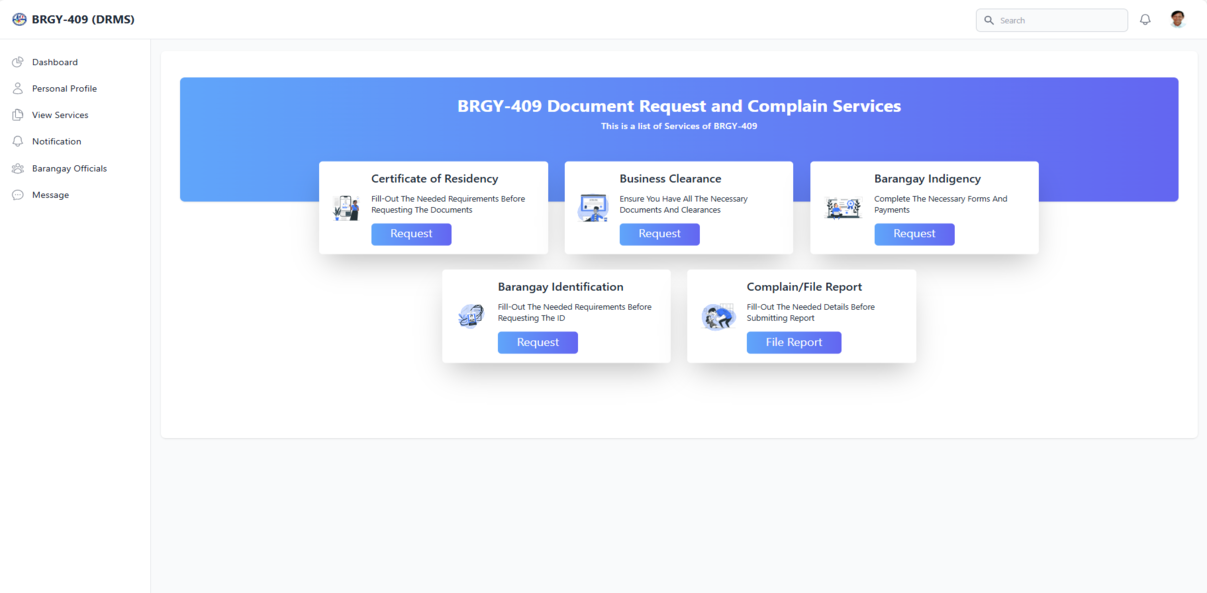 BRGY-409 (DRMS)
Search
Dashboard
Personal Profile
View Services
Notification
Barangay Officials
Message
BRGY-409 Document Request and Complain Services
This is a list of Services of BRGY-409
Certificate of Residency
Fill-Out The Needed Requirements Before
Requesting The Documents
Request
Business Clearance
Ensure You Have All The Necessary
Documents And Clearances
Request
Barangay Indigency
Complete The Necessary Forms And
Payments
Request
Barangay Identification
Fill-Out The Needed Requirements Before
Requesting The ID
Request
Complain/File Report
Fill-Out The Needed Details Before
Submitting Report
File Report